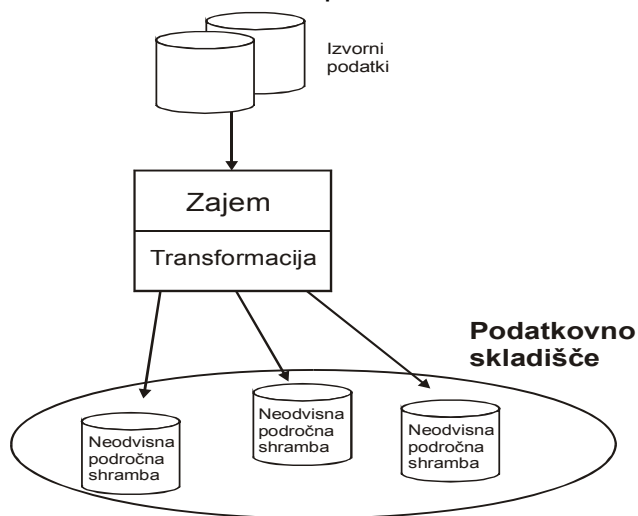 Izvorni
podatki
Zajem
Transformacija
Podatkovno
skladišče
Neodvisna
področna
shramba
Neodvisna
področna
shramba
Neodvisna
področna
shramba